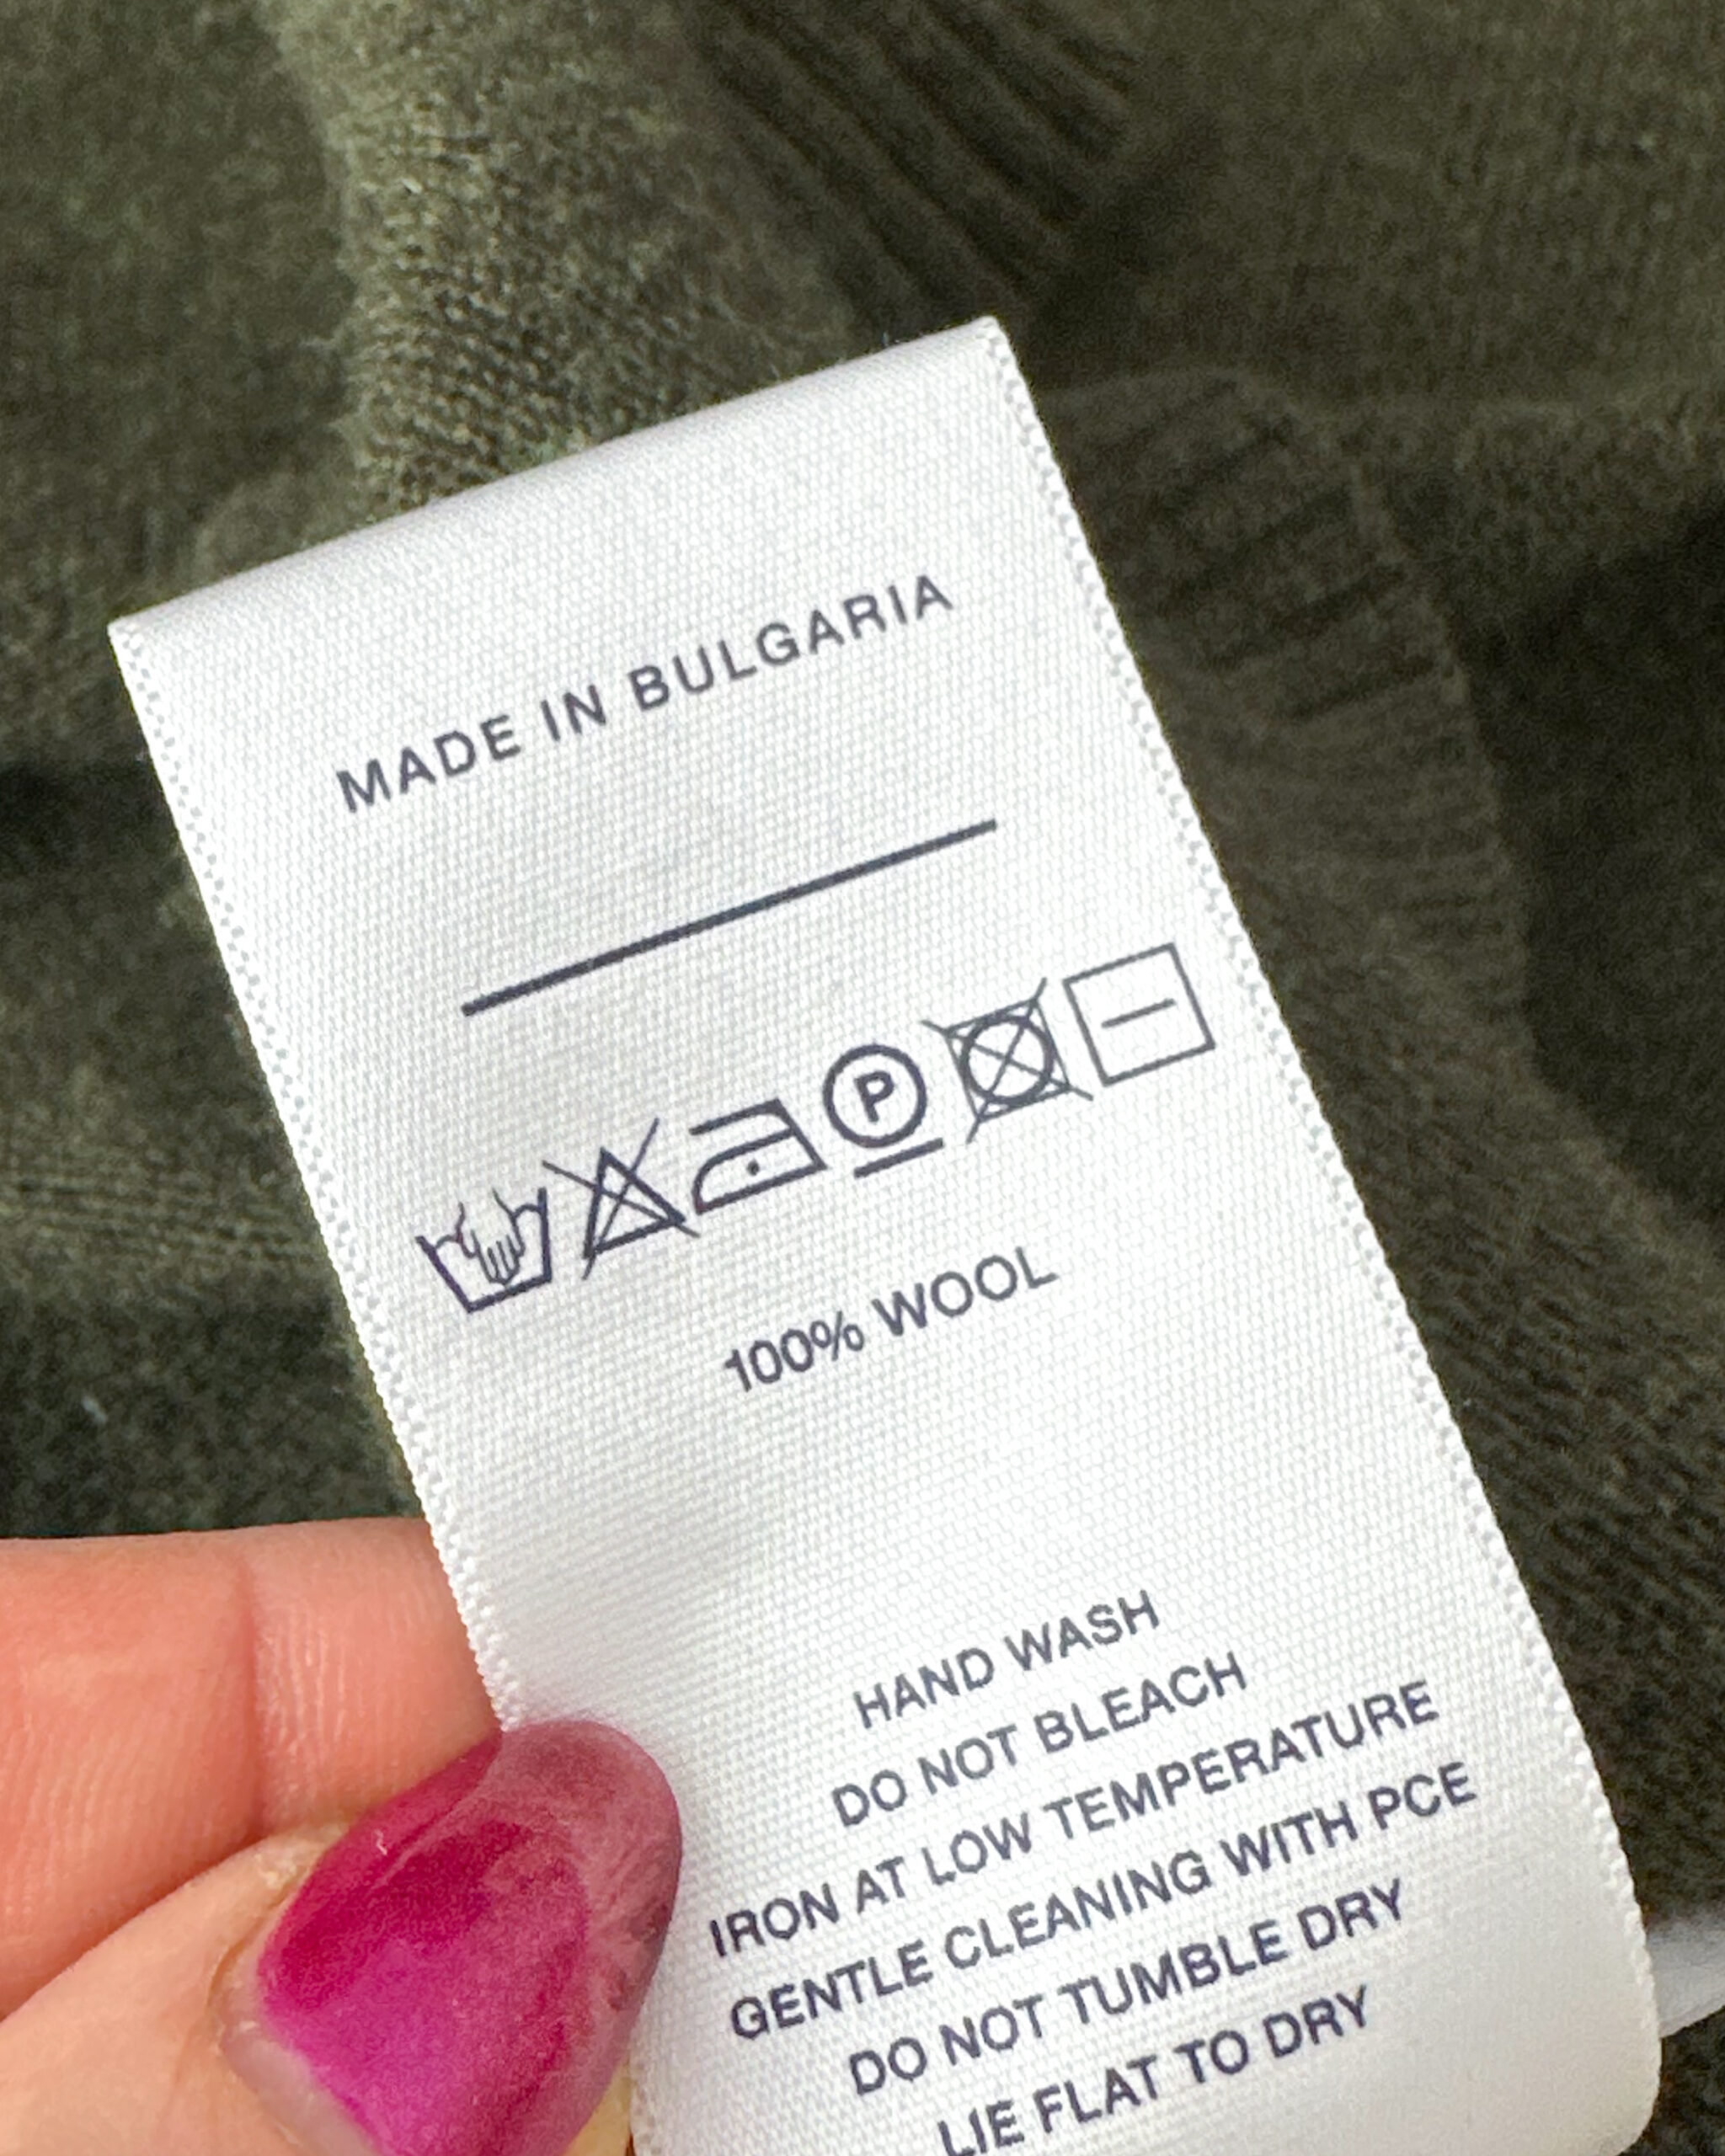 MADE IN BULGARIA
P
100% WOOL
HAND WASH
DO NOT BLEACH
IRON AT LOW TEMPERATURE
GENTLE CLEANING WITH PCE
DO NOT TUMBLE DRY
LIE FLAT TO DRY